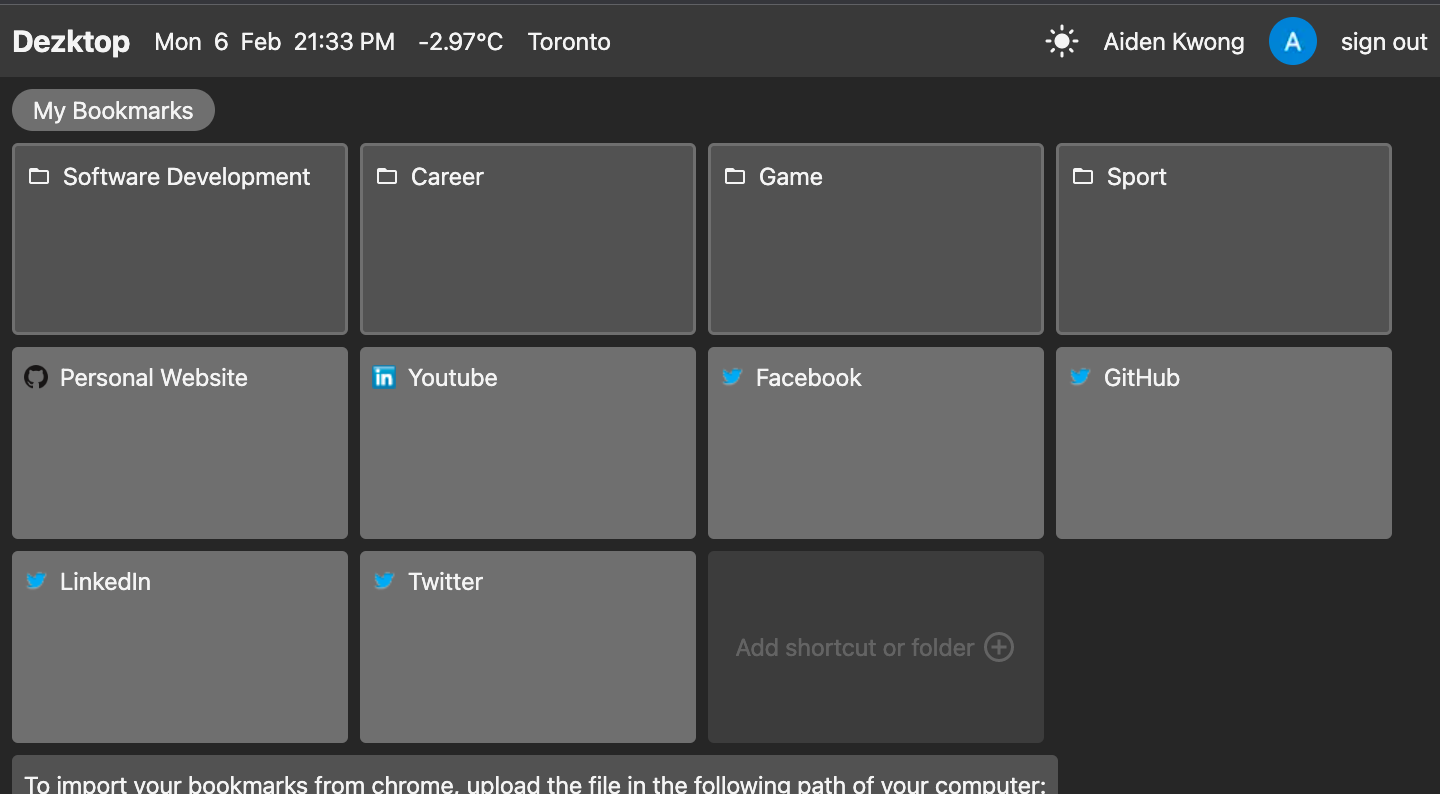 Dezktop Mon 6 Feb 21:33 PM -2.97°C Toronto Aiden Kwong A sign out
My Bookmarks
Software Development
Career
Game
Sport
Personal Website
in Youtube
Facebook
GitHub
LinkedIn
Twitter
Add shortcut or folder
To import your bookmarks from chrome, upload the file in the following path of your computer: